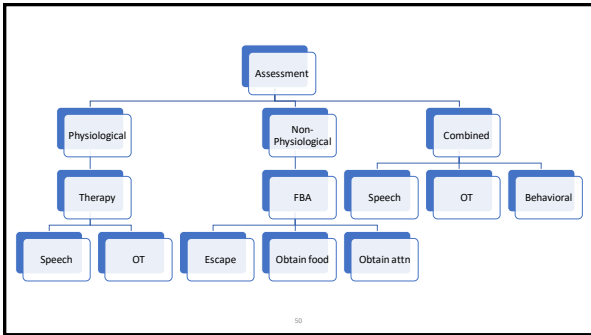 Assessment
Physiological
Non-
Physiological
Combined
Therapy
FBA
Speech
OT
Behavioral
Speech
OT
Escape
Obtain food
Obtain attn
50